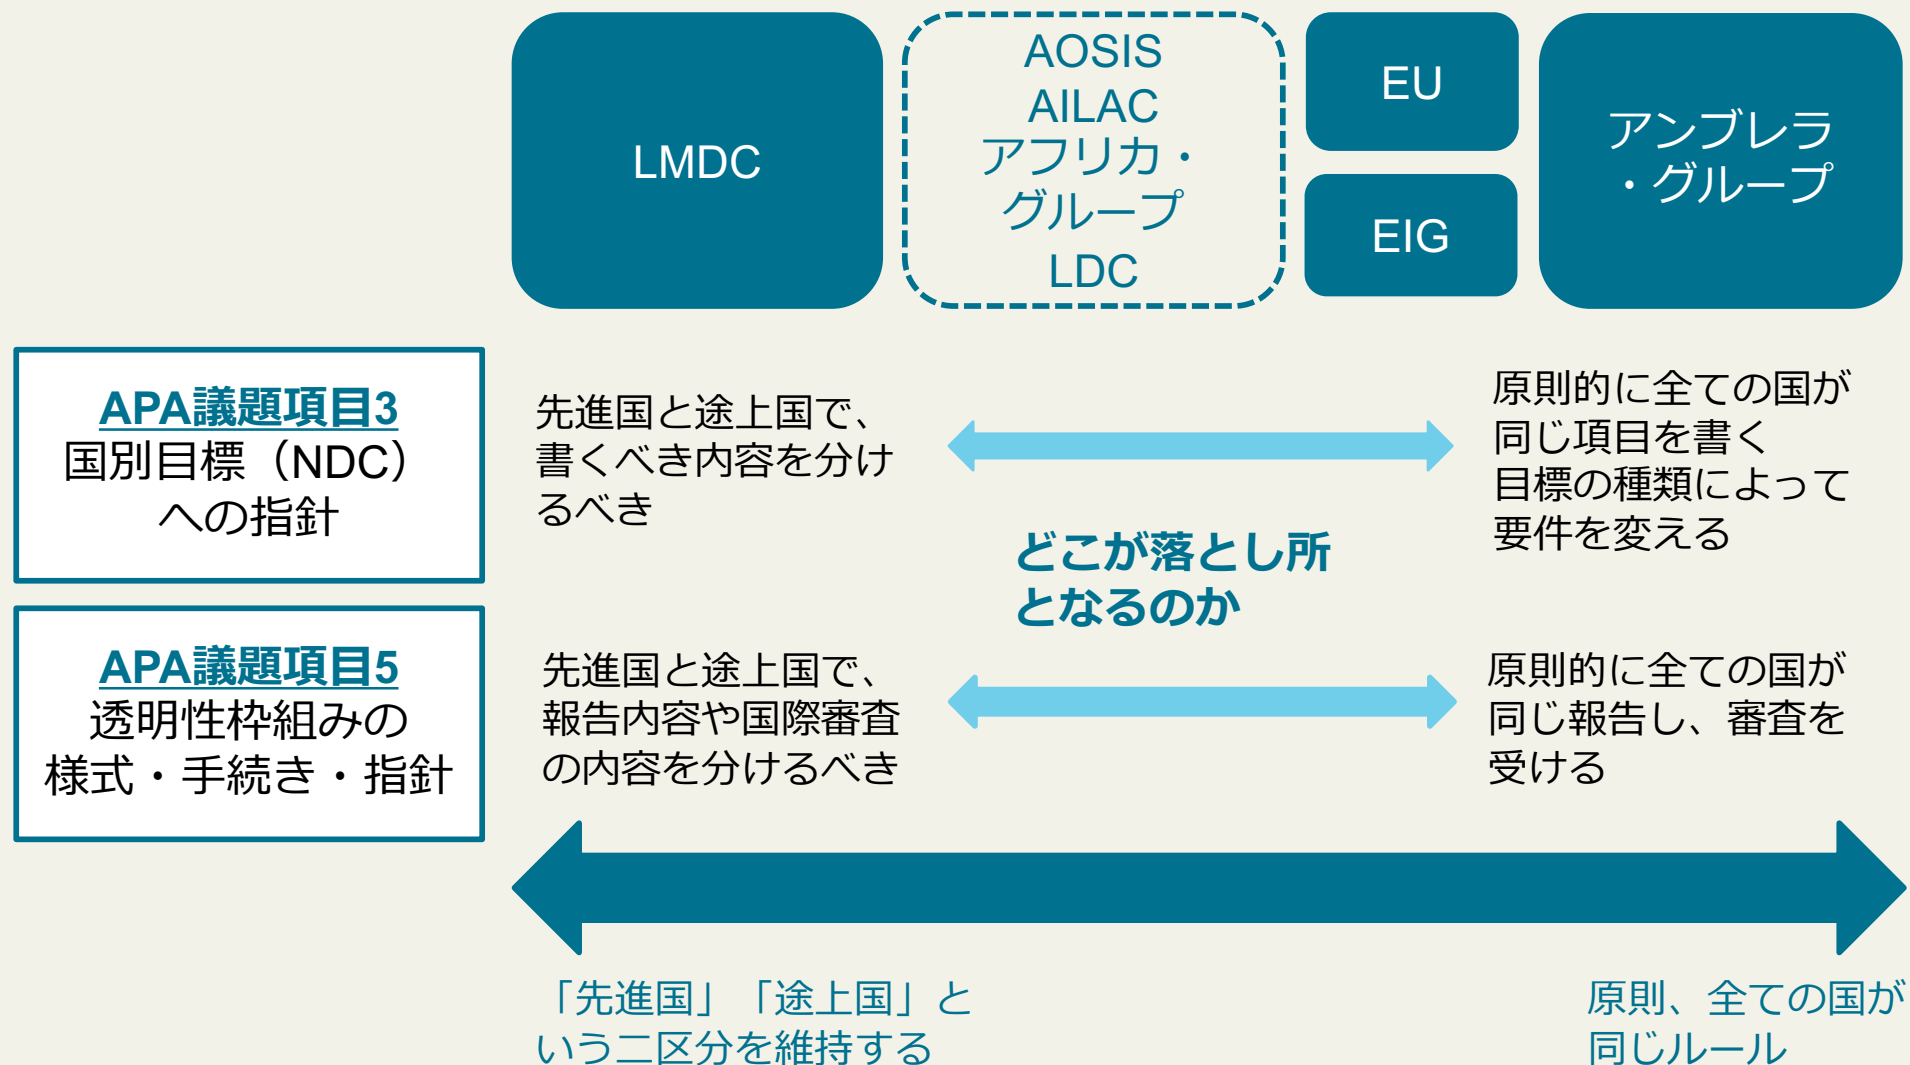 LMDC
AOSIS
AILAC
アフリカ・
グループ
LDC
EU
EIG
アンブレラ
・グループ
APA議題項目3
国別目標（NDC）
への指針
先進国と途上国で、
書くべき内容を分け
るべき
原則的に全ての国が
同じ項目を書く
目標の種類によって
要件を変える
どこが落とし所
となるのか
APA議題項目5
透明性枠組みの
様式・手続き・指針
先進国と途上国で、
報告内容や国際審査
の内容を分けるべき
原則的に全ての国が
同じ報告し、審査を
受ける
「先進国」「途上国」と
いう二区分を維持する
原則、全ての国が
同じルール